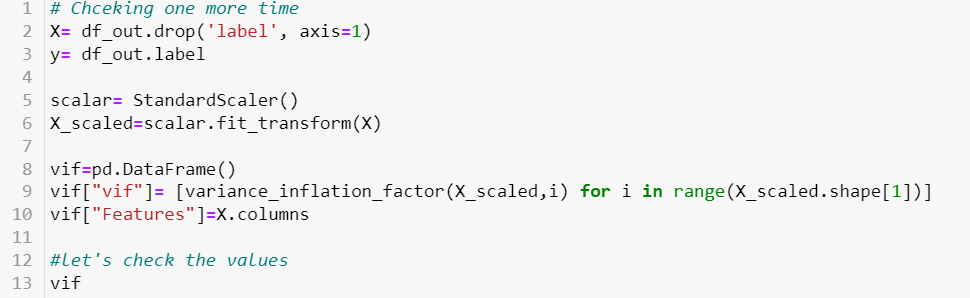 1 # Chceking one more time
2 X= df_out.drop('label', axis=1)
3 y= df_out.label
4
5 scalar= StandardScaler()
6 X_scaled=scalar.fit_transform(X)
7
8 vif=pd.DataFrame()
9 vif["vif"]= [variance_inflation_factor(X_scaled,i) for i in range(X_scaled.shape[1])]
10 vif["Features"]=X.columns
11
12 #let's check the values
13 vif